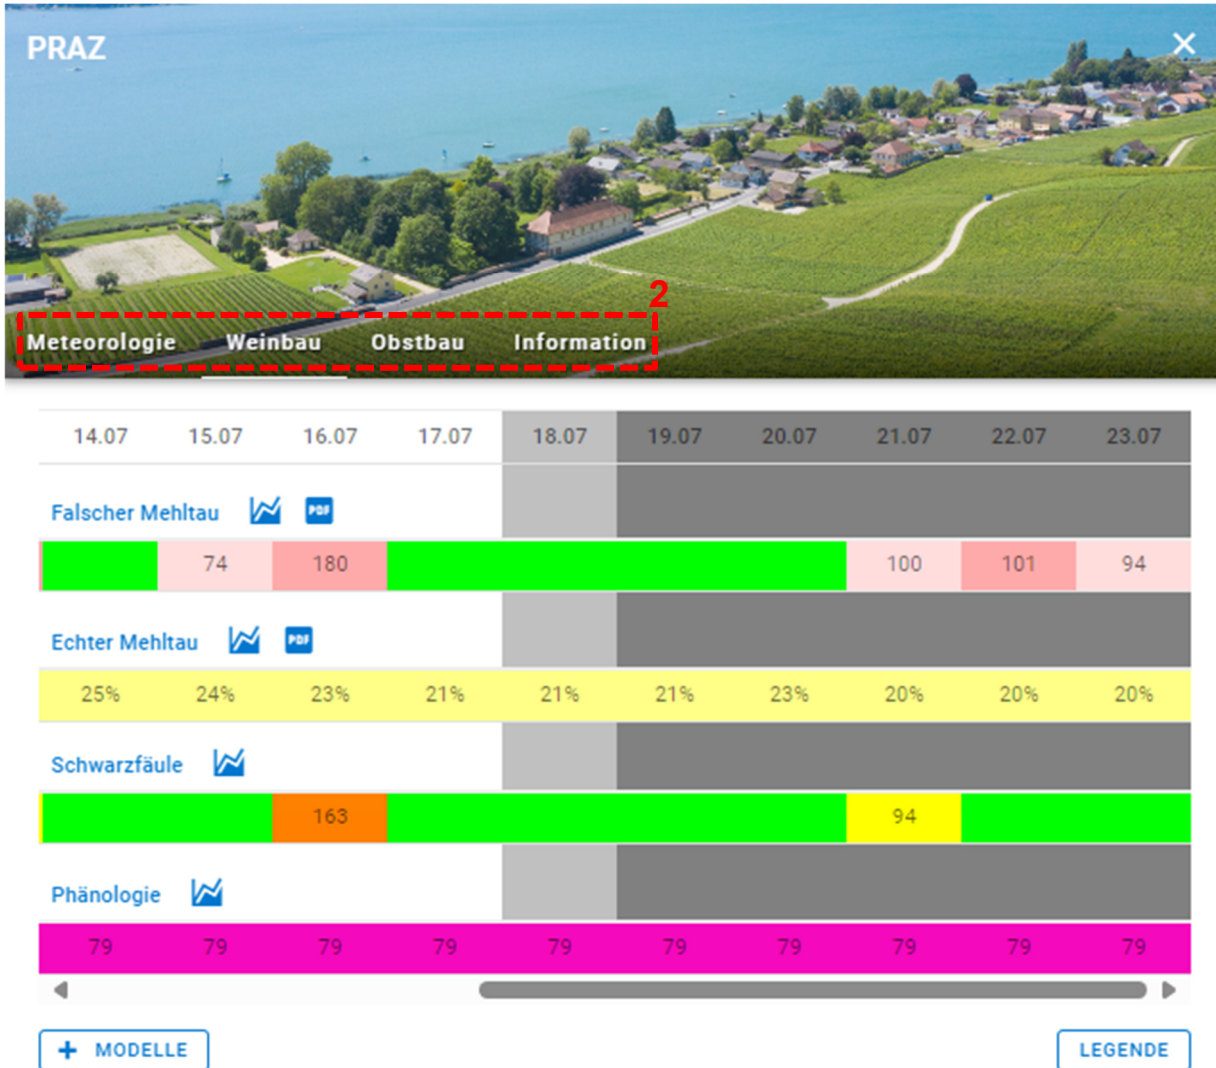 PRAZ
2
Meteorologie Weinbau Obstbau Information
14.07 15.07 16.07 17.07 18.07 19.07 20.07 21.07 22.07 23.07
Falscher Mehltau PDF
74 180 100 101 94
Echter Mehltau PDF
25% 24% 23% 21% 21% 21% 23% 20% 20% 20%
Schwarzfäule
163 94
Phänologie
79 79 79 79 79 79 79 79 79 79
+ MODELLE LEGENDE